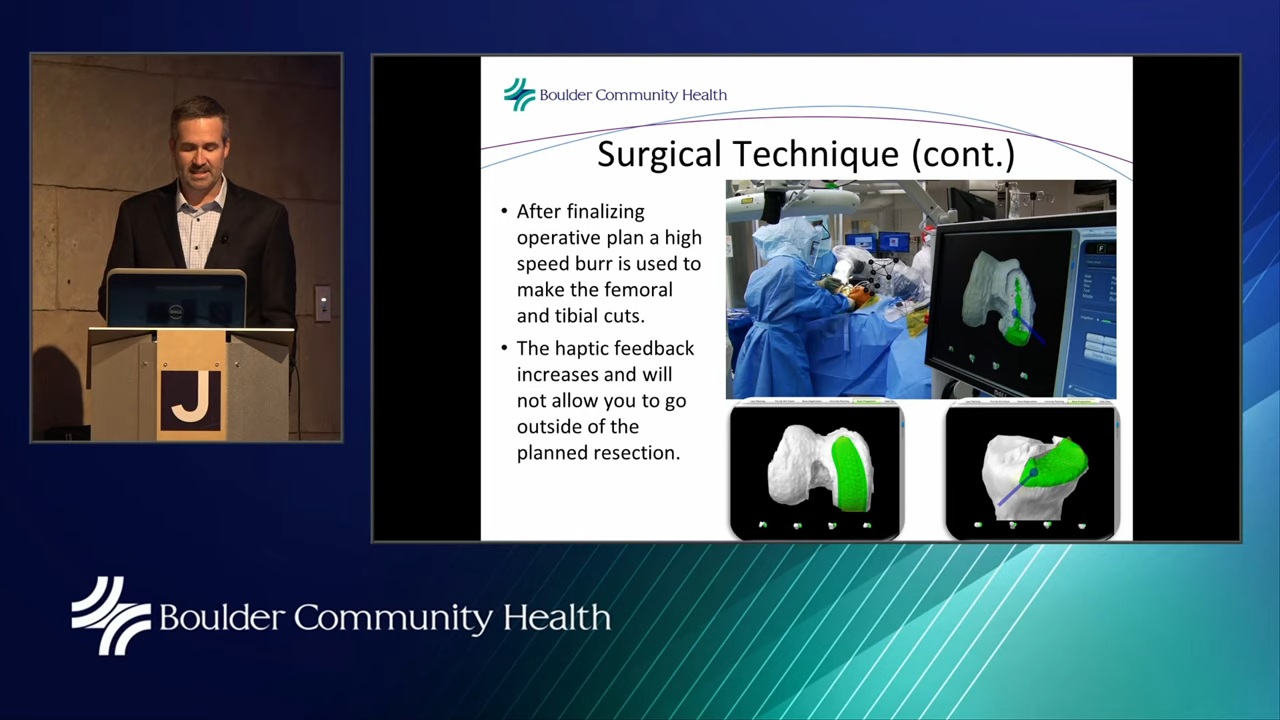 Boulder Community Health
Surgical Technique (cont.)
• After finalizing
operative plan a high
speed burr is used to
make the femoral
and tibial cuts.
• The haptic feedback
increases and will
not allow you to go
outside of the
planned resection.
DELL
J
Boulder Community Health